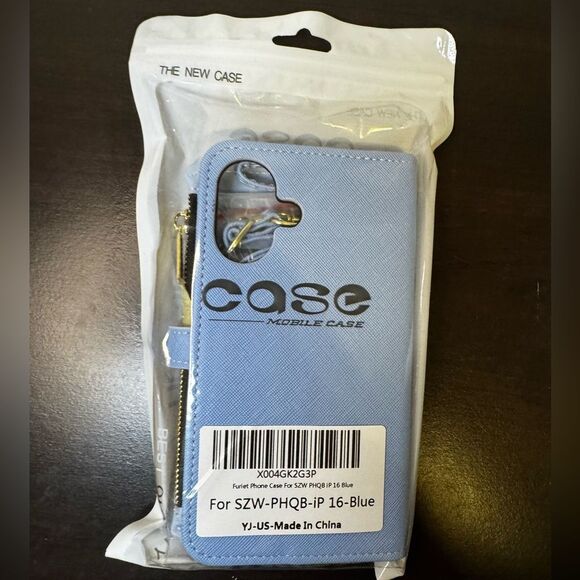 THE NEW CASE
case
MOBILE CASE
X004GK2G3P
Furiet Phone Case For SZW PHQB iP 16 Blue
For SZW-PHQB-iP 16-Blue
YJ-US-Made In China
BEST